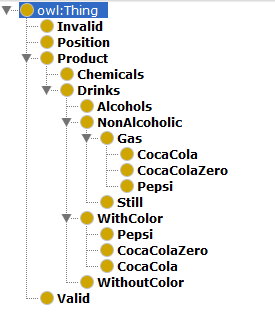 owl:Thing
Invalid
Position
Product
Chemicals
Drinks
Alcohols
NonAlcoholic
Gas
CocaCola
CocaColaZero
Pepsi
Still
WithColor
Pepsi
CocaColaZero
CocaCola
WithoutColor
Valid